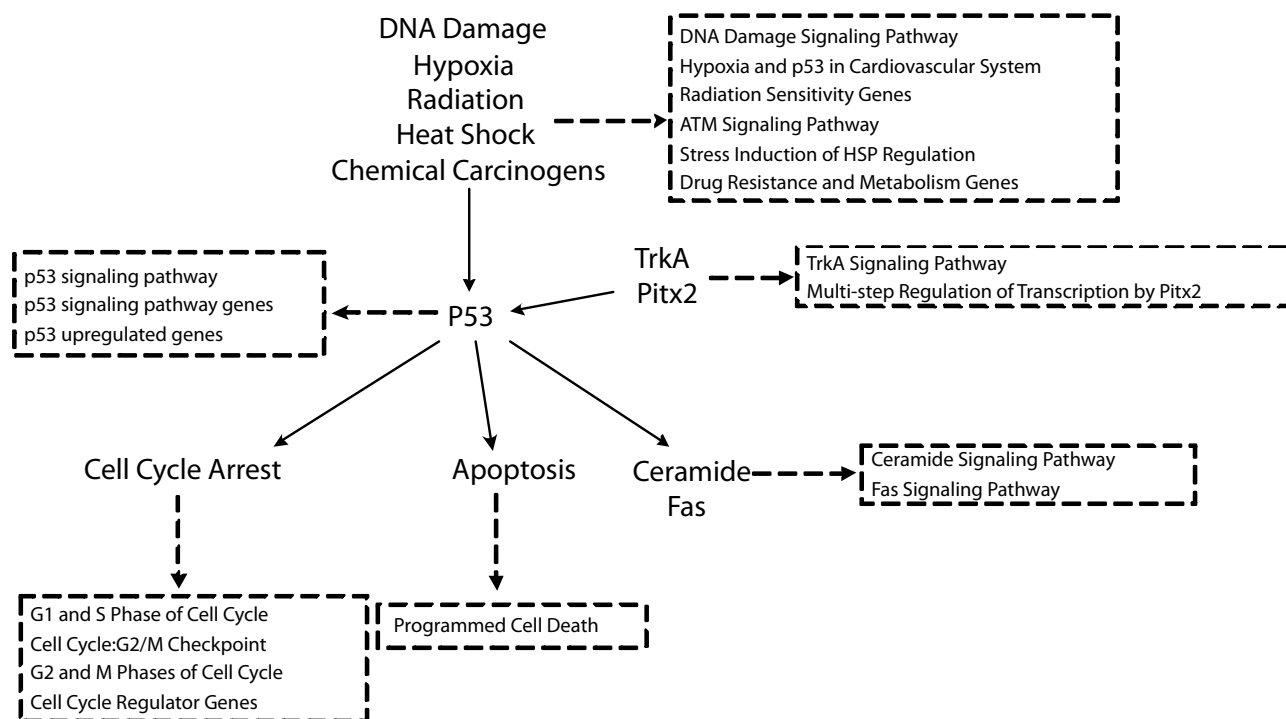 DNA Damage
Hypoxia
Radiation
Heat Shock
Chemical Carcinogens
DNA Damage Signaling Pathway
Hypoxia and p53 in Cardiovascular System
Radiation Sensitivity Genes
ATM Signaling Pathway
Stress Induction of HSP Regulation
Drug Resistance and Metabolism Genes
p53 signaling pathway
p53 signaling pathway genes
p53 upregulated genes
P53
TrkA
Pitx2
TrkA Signaling Pathway
Multi-step Regulation of Transcription by Pitx2
Cell Cycle Arrest
Apoptosis
Ceramide
Fas
Ceramide Signaling Pathway
Fas Signaling Pathway
G1 and S Phase of Cell Cycle
Cell Cycle:G2/M Checkpoint
G2 and M Phases of Cell Cycle
Cell Cycle Regulator Genes
Programmed Cell Death